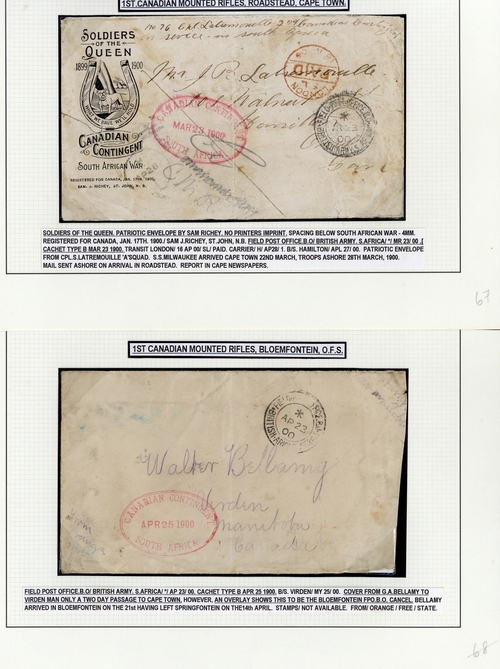 1ST.CANADIAN MOUNTED RIFLES, ROADSTEAD, CAPE TOWN.
SOLDIERS
OF THE
QUEEN
1899 1900
CANADIAN
CONTINGENT
SOUTH AFRICAN WAR
REGISTERED FOR CANADA, JAN. 17TH, 1900,
SAM. J. RICHEY, ST. JOHN, N. B.
in South Africa
PAID
Mr J R Latremouille
CANADIAN CONTINGENT
MAR 23 1900
SOUTH AFRICA
SOLDIERS OF THE QUEEN. PATRIOTIC ENVELOPE BY SAM RICHEY. NO PRINTERS IMPRINT, SPACING BELOW SOUTH AFRICAN WAR - 4MM.
REGISTERED FOR CANADA, JAN. 17TH. 1900 / SAM J.RICHEY, ST.JOHN, N.B. FIELD POST OFFICE.B.O/ BRITISH ARMY. S.AFRICA/ */ MR 23/ 00 .[
CACHET TYPE B MAR 23 1900. TRANSIT LONDON/ 16 AP 00/ SL/ PAID. CARRIER/ H/ AP28/ 1. B/S. HAMILTON/ APL 27/ 00. PATRIOTIC ENVELOPE
FROM CPL.S.LATREMOUILLE 'A'SQUAD. S.S.MILWAUKEE ARRIVED CAPE TOWN 22ND MARCH, TROOPS ASHORE 28TH MARCH, 1900.
MAIL SENT ASHORE ON ARRIVAL IN ROADSTEAD. REPORT IN CAPE NEWSPAPERS.
67
1ST CANADIAN MOUNTED RIFLES, BLOEMFONTEIN, O.F.S.
*
AP 23
00
Walter Bellamy
Virden
Manitoba
Canada
CANADIAN CONTINGENT
APR 25 1900
SOUTH AFRICA
FIELD POST OFFICE.B.O/ BRITISH ARMY. S.AFRICA/ */ AP 23/ 00. CACHET TYPE B APR 25 1900. B/S. VIRDEN/ MY 25/ 00. COVER FROM G.A.BELLAMY TO
VIRDEN MAN ONLY A TWO DAY PASSAGE TO CAPE TOWN, HOWEVER, AN OVERLAY SHOWS THIS TO BE THE BLOEMFONTEIN FPO.B.O. CANCEL. BELLAMY
ARRIVED IN BLOEMFONTEIN ON THE 21st HAVING LEFT SPRINGFONTEIN ON THE14th APRIL. STAMPS/ NOT AVAILABLE. FROM/ ORANGE / FREE / STATE.
68